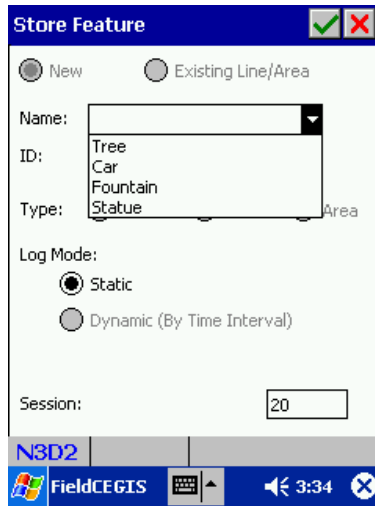 Store Feature
New Existing Line/Area
Name:
Tree
ID:
Car
Fountain
Type: Statue Area
Log Mode:
Static
Dynamic (By Time Interval)
Session: 20
N3D2
FieldCEGIS 3:34